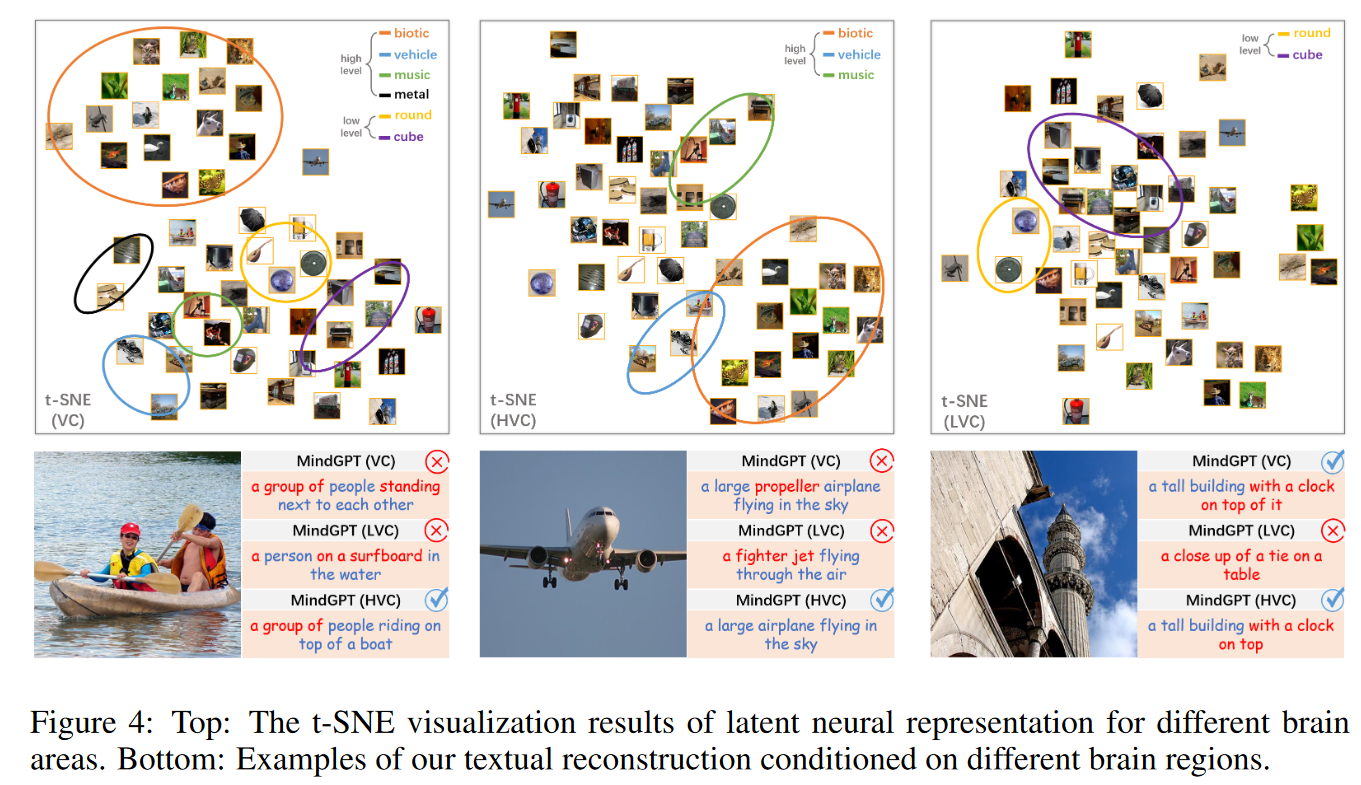 high
level
biotic
vehicle
music
metal
low
level
round
cube
t-SNE
(VC)
high
level
biotic
vehicle
music
t-SNE
(HVC)
low
level
round
cube
t-SNE
(LVC)
MindGPT (VC)
a group of people standing
next to each other
MindGPT (LVC)
a person on a surfboard in
the water
MindGPT (HVC)
a group of people riding on
top of a boat
MindGPT (VC)
a large propeller airplane
flying in the sky
MindGPT (LVC)
a fighter jet flying
through the air
MindGPT (HVC)
a large airplane flying in
the sky
MindGPT (VC)
a tall building with a clock
on top of it
MindGPT (LVC)
a close up of a tie on a
table
MindGPT (HVC)
a tall building with a clock
on top
Figure 4: Top: The t-SNE visualization results of latent neural representation for different brain
areas. Bottom: Examples of our textual reconstruction conditioned on different brain regions.